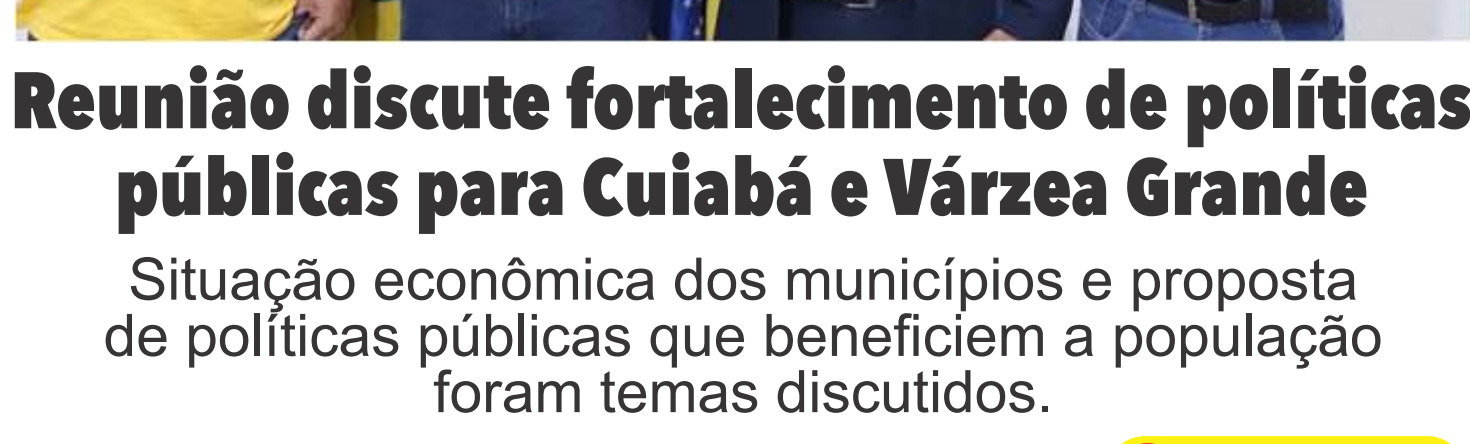 Reunião discute fortalecimento de políticas
públicas para Cuiabá e Várzea Grande
Situação econômica dos municípios e proposta
de políticas públicas que beneficiem a população
foram temas discutidos.